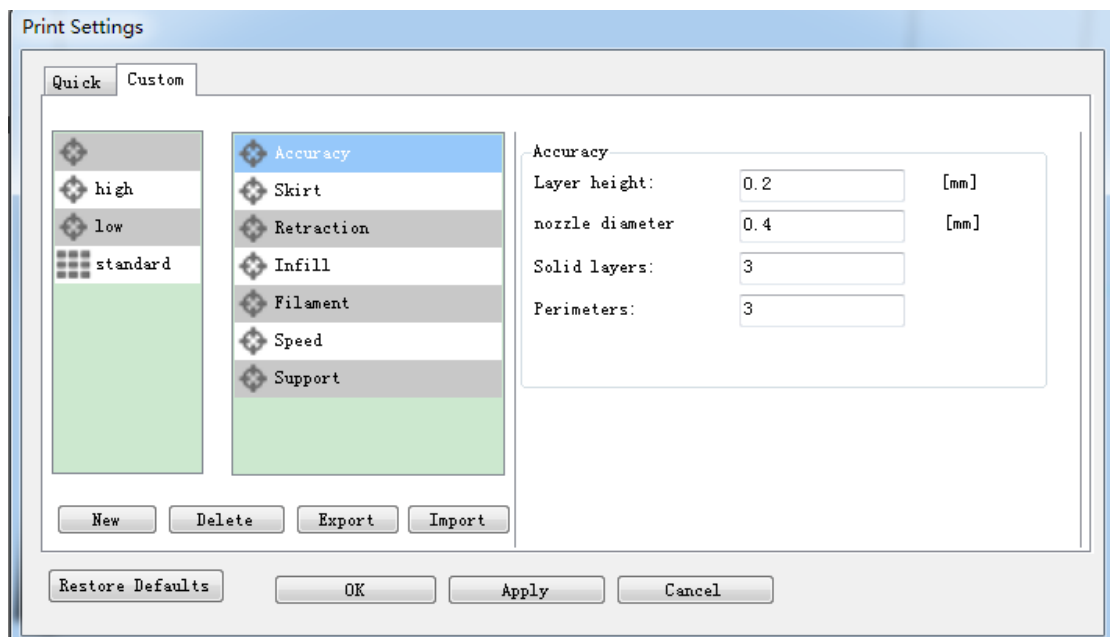 Print Settings
Quick Custom
high
low
standard
Accuracy
Skirt
Retraction
Infill
Filament
Speed
Support
Accuracy
Layer height: 0.2 [mm]
nozzle diameter 0.4 [mm]
Solid layers: 3
Perimeters: 3
New Delete Export Import
Restore Defaults OK Apply Cancel